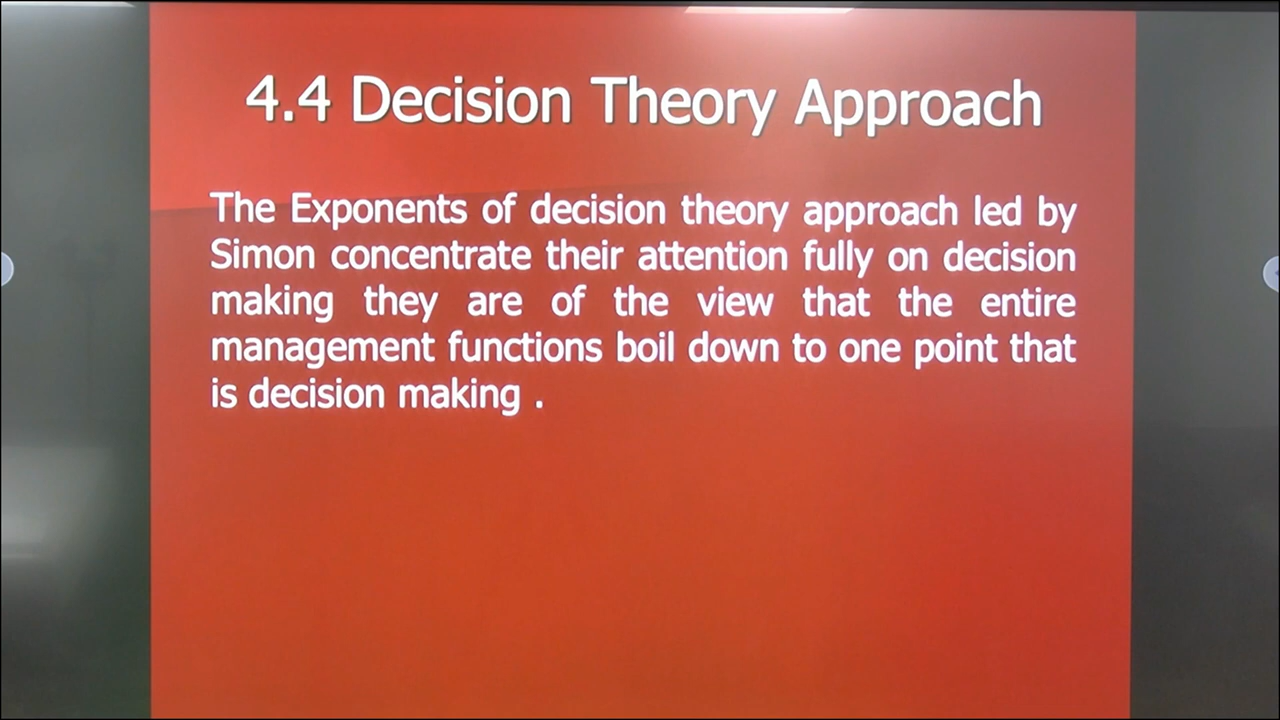 4.4 Decision Theory Approach
The Exponents of decision theory approach led by
Simon concentrate their attention fully on decision
making they are of the view that the entire
management functions boil down to one point that
is decision making .